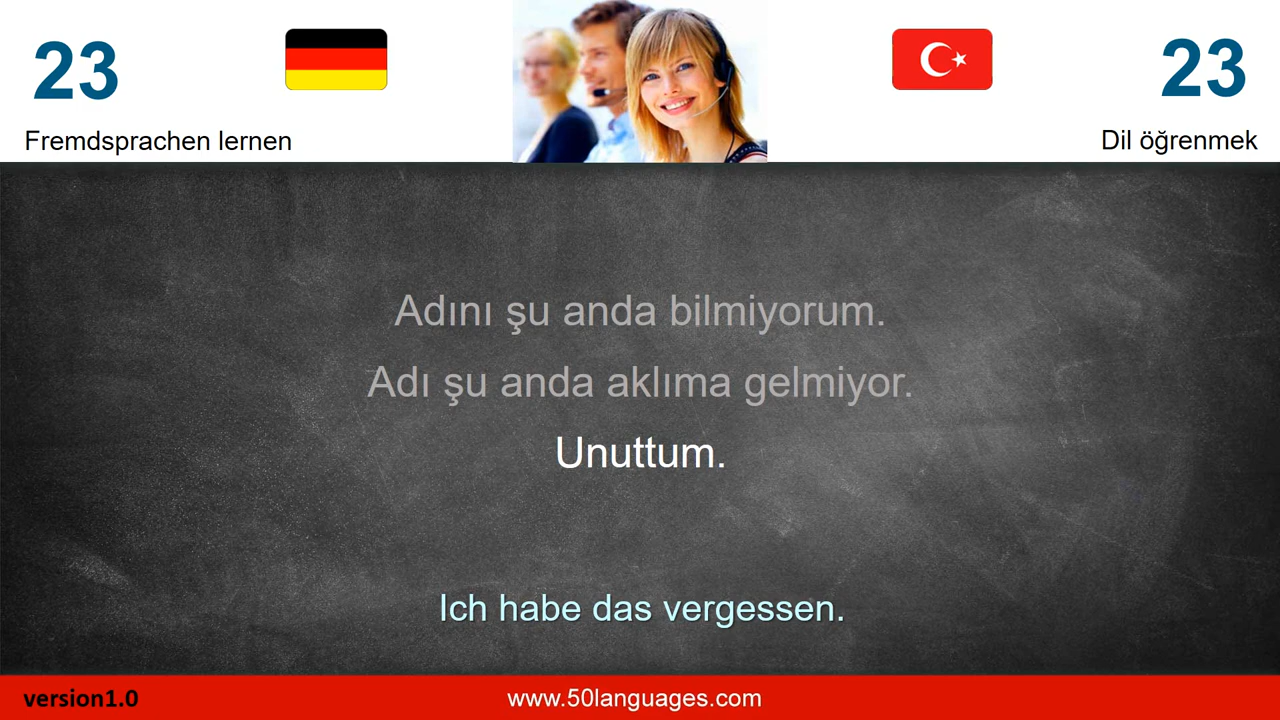 23
23
Fremdsprachen lernen
Dil öğrenmek
Adını şu anda bilmiyorum.
Adı şu anda aklıma gelmiyor.
Unuttum.
Ich habe das vergessen.
version1.0
www.50languages.com